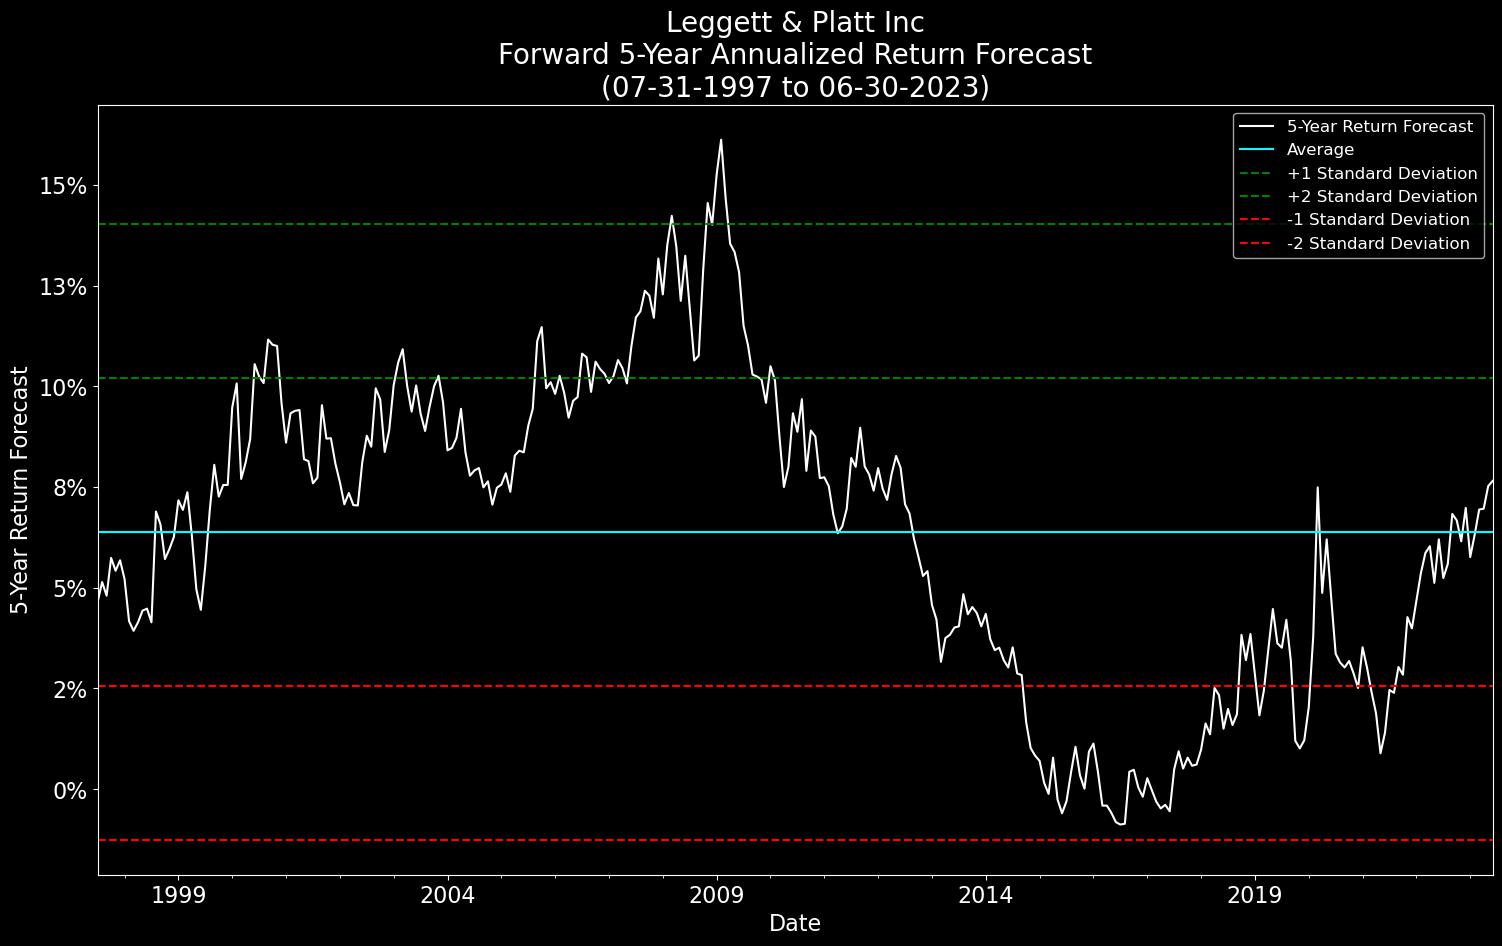 Leggett & Platt Inc
Forward 5-Year Annualized Return Forecast
(07-31-1997 to 06-30-2023)
5-Year Return Forecast
Average
+1 Standard Deviation
+2 Standard Deviation
-1 Standard Deviation
-2 Standard Deviation
15%
13%
10%
8%
5%
2%
0%
5-Year Return Forecast
1999
2004
2009
2014
2019
Date